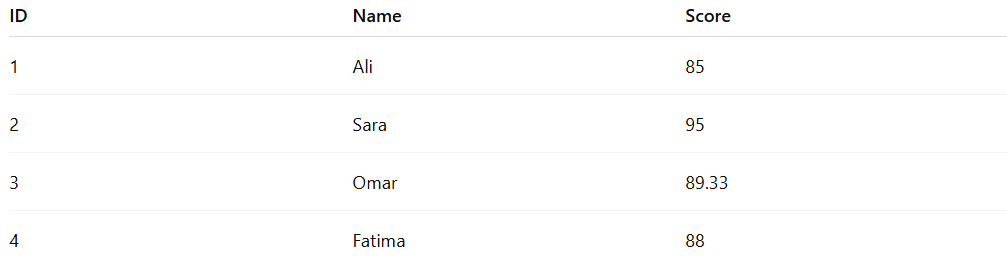 ID Name Score
1 Ali 85
2 Sara 95
3 Omar 89.33
4 Fatima 88